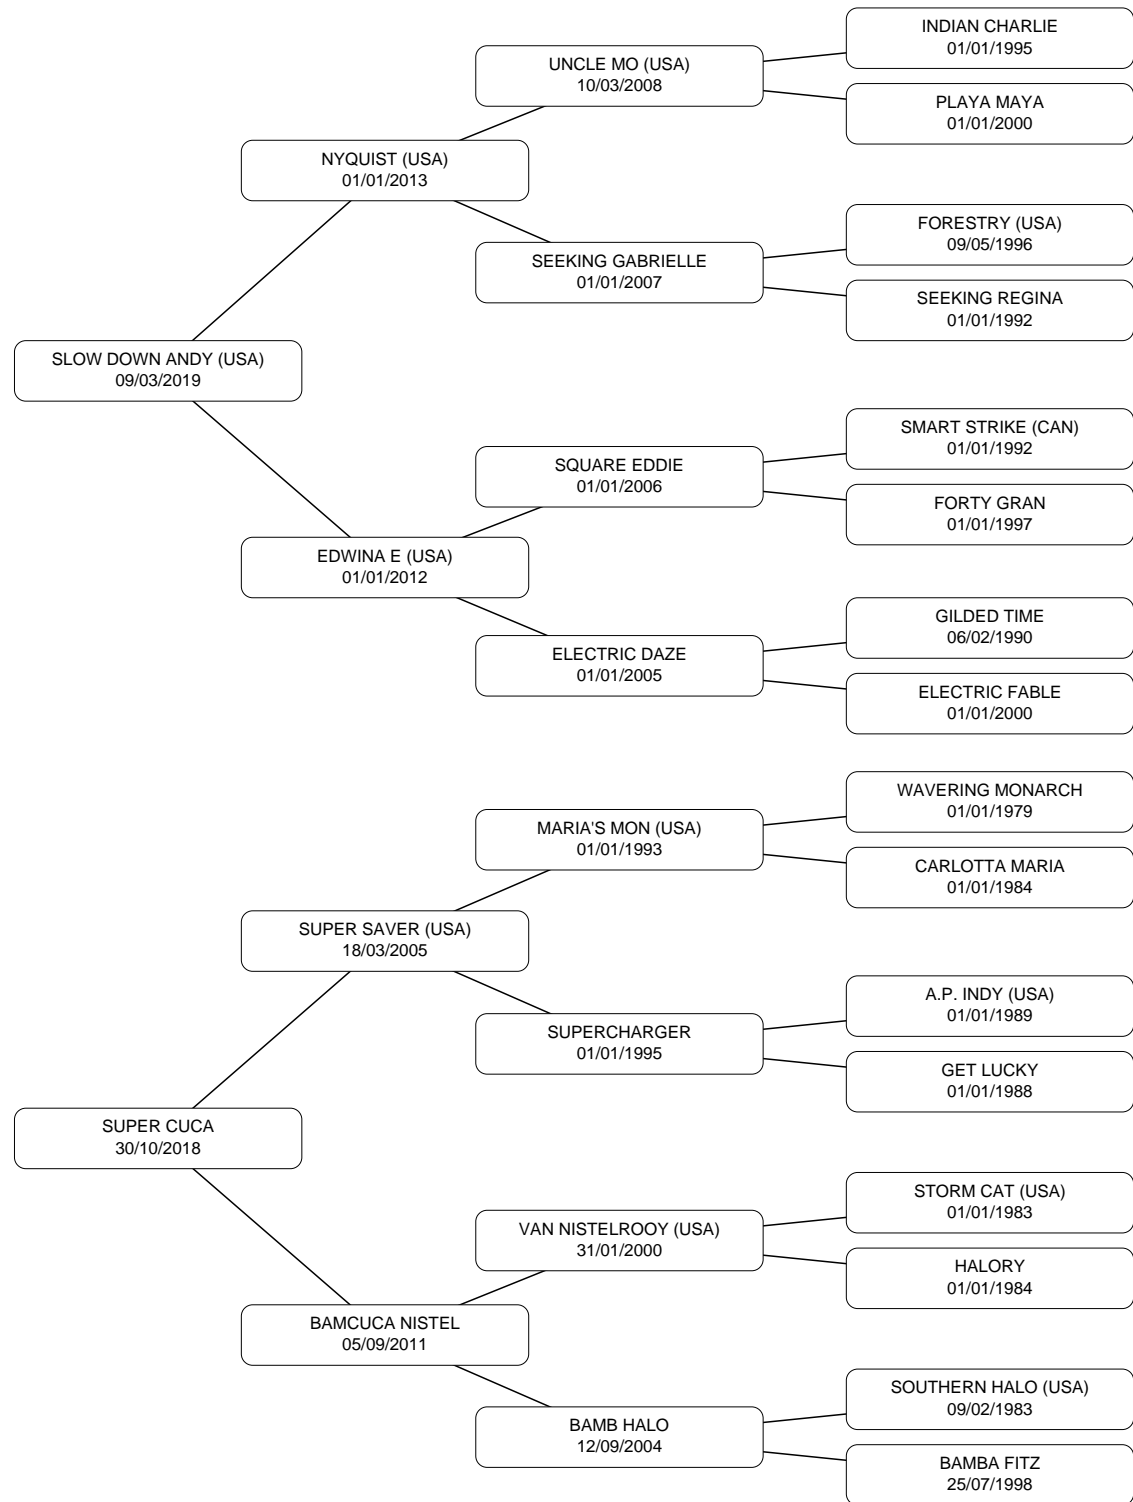 INDIAN CHARLIE
01/01/1995
UNCLE MO (USA)
10/03/2008
PLAYA MAYA
01/01/2000
NYQUIST (USA)
01/01/2013
FORESTRY (USA)
09/05/1996
SEEKING GABRIELLE
01/01/2007
SEEKING REGINA
01/01/1992
SLOW DOWN ANDY (USA)
09/03/2019
SMART STRIKE (CAN)
01/01/1992
SQUARE EDDIE
01/01/2006
FORTY GRAN
01/01/1997
EDWINA E (USA)
01/01/2012
GILDED TIME
06/02/1990
ELECTRIC DAZE
01/01/2005
ELECTRIC FABLE
01/01/2000
WAVERING MONARCH
01/01/1979
MARIA'S MON (USA)
01/01/1993
CARLOTTA MARIA
01/01/1984
SUPER SAVER (USA)
18/03/2005
A.P. INDY (USA)
01/01/1989
SUPERCHARGER
01/01/1995
GET LUCKY
01/01/1988
SUPER CUCA
30/10/2018
STORM CAT (USA)
01/01/1983
VAN NISTELROOY (USA)
31/01/2000
HALORY
01/01/1984
BAMCUCA NISTEL
05/09/2011
SOUTHERN HALO (USA)
09/02/1983
BAMB HALO
12/09/2004
BAMBA FITZ
25/07/1998